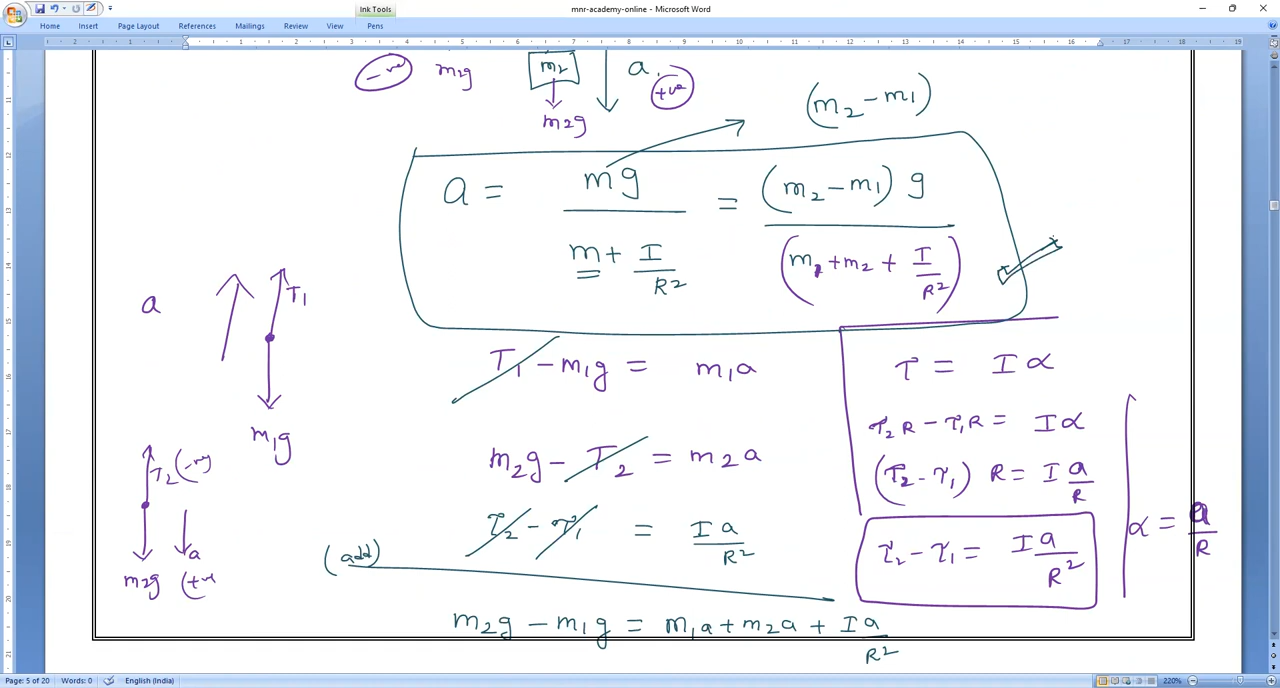 Ink Tools
mnr-academy-online - Microsoft Word
Home Insert Page Layout References Mailings Review View Pens
-ve m2g m2 a +ve
m2g
(m2 - m1)
a = mg / (m + I/R²) = (m2 - m1) g / (m1 + m2 + I/R²)
a T1
m1g
T1 - m1g = m1a
m2g - T2 = m2a
T2 - T1 = Ia/R²
(add)
m2g - m1g = m1a + m2a + Ia/R²
T2 (-ve)
m2g a (+ve
τ = Iα
T2R - T1R = Iα
(T2 - T1) R = I a/R
T2 - T1 = Ia/R²
α = a/R
Page: 5 of 20 Words: 0 English (India) 220%